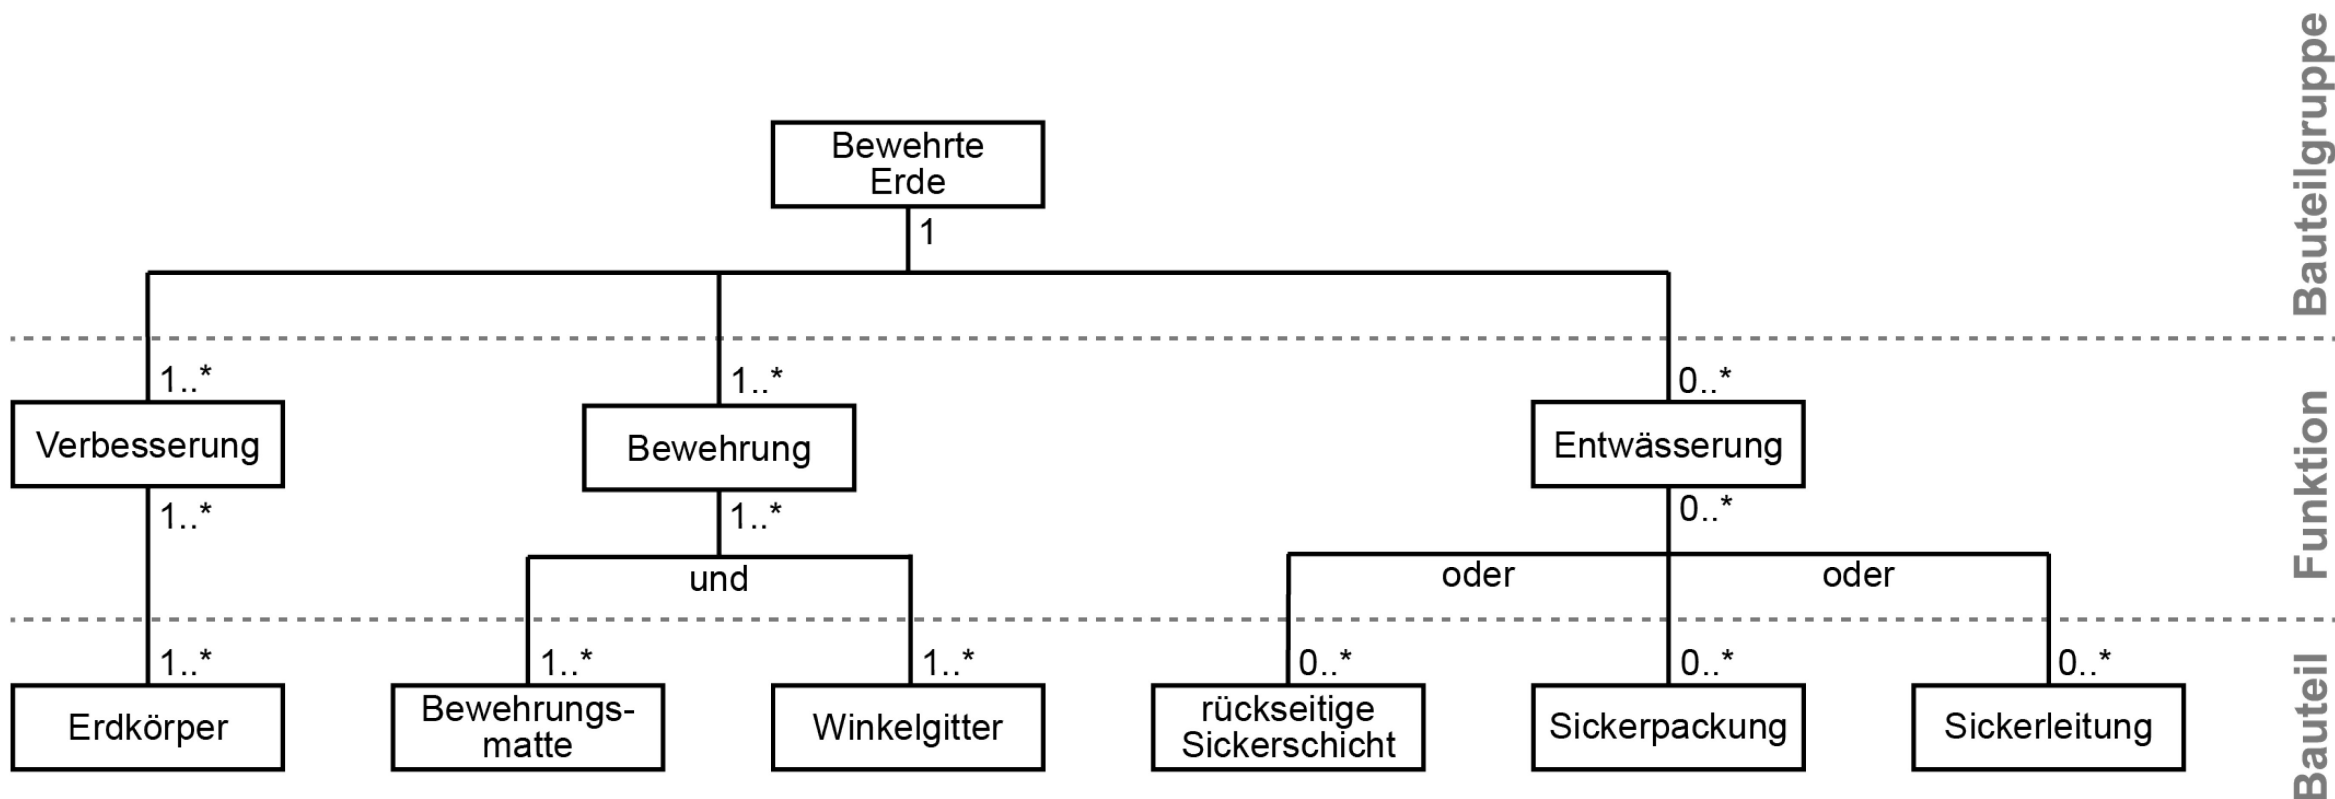 Bauteilgruppe
Bewehrte
Erde
1
1..*
1..*
0..*
Verbesserung
Bewehrung
Entwässerung
Funktion
1..*
1..*
0..*
und
oder
oder
1..*
1..*
1..*
0..*
0..*
0..*
Erdkörper
Bewehrungs-
matte
Winkelgitter
rückseitige
Sickerschicht
Sickerpackung
Sickerleitung
Bauteil